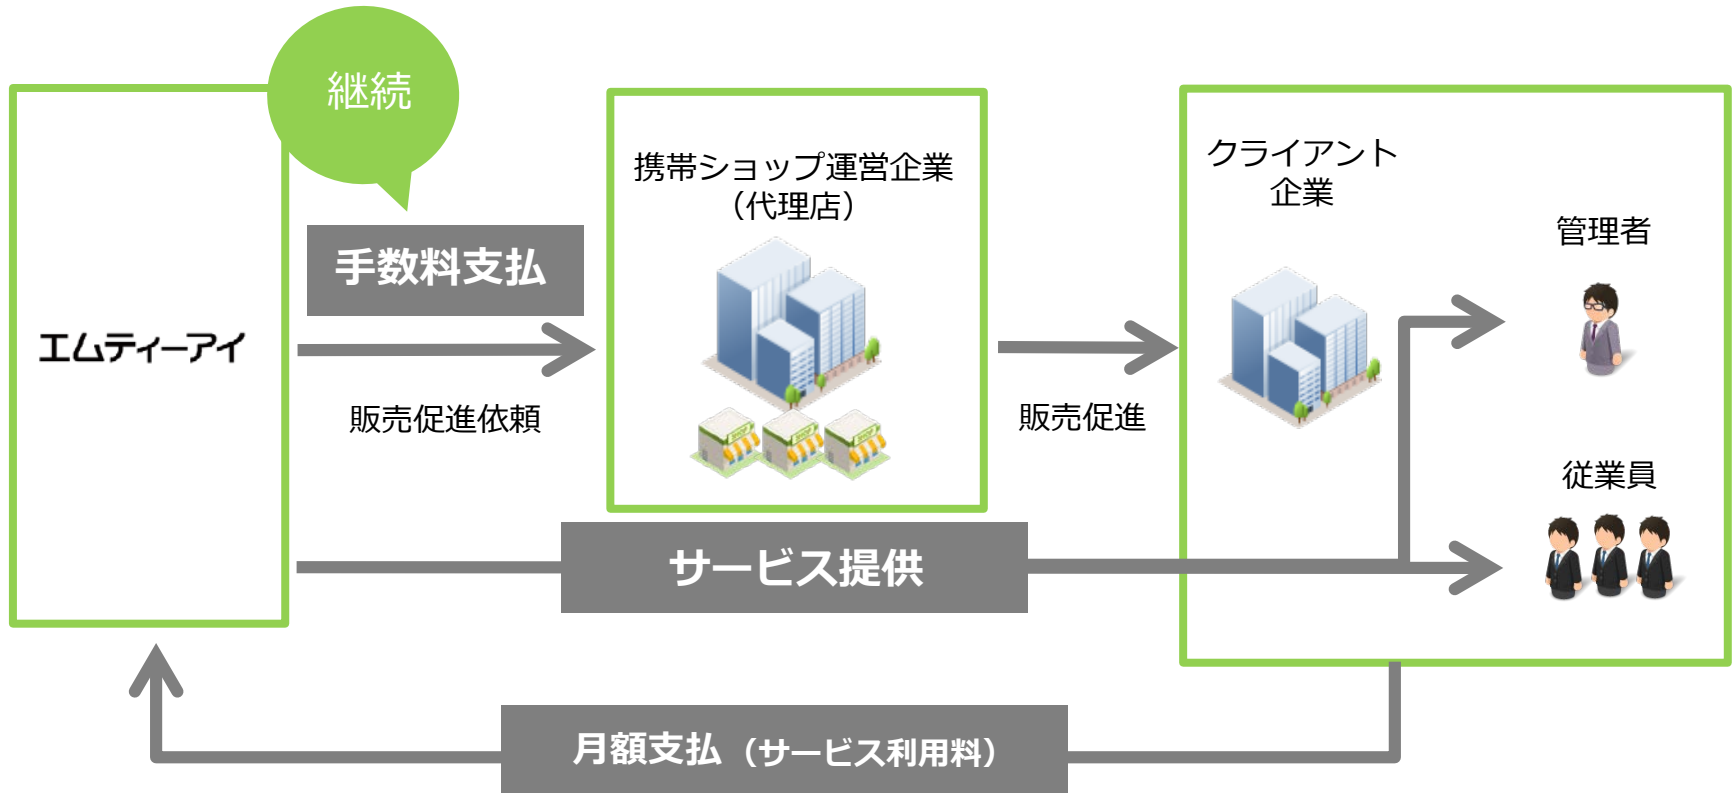 継続
エムティーアイ
手数料支払
販売促進依頼
携帯ショップ運営企業
（代理店）
販売促進
クライアント
企業
管理者
従業員
サービス提供
月額支払（サービス利用料）